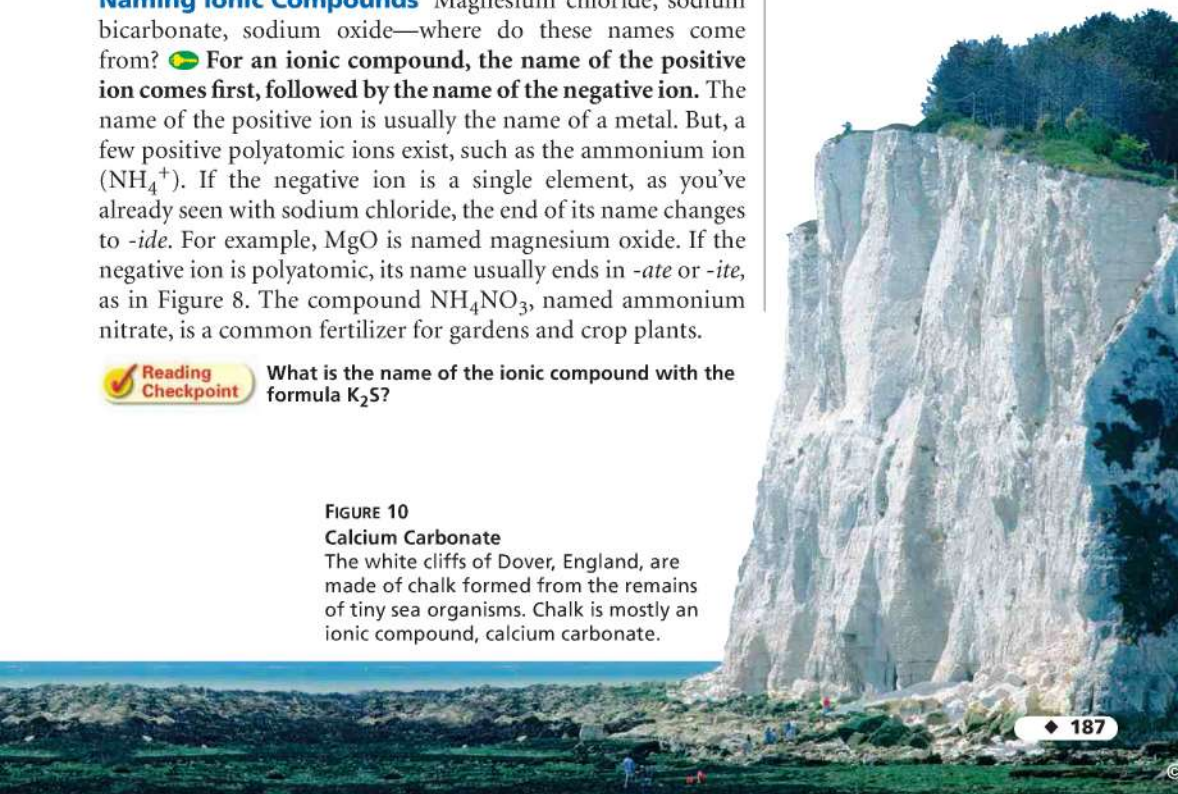 Naming Ionic Compounds Magnesium chloride, sodium
bicarbonate, sodium oxide—where do these names come
from? For an ionic compound, the name of the positive
ion comes first, followed by the name of the negative ion. The
name of the positive ion is usually the name of a metal. But, a
few positive polyatomic ions exist, such as the ammonium ion
(NH₄⁺). If the negative ion is a single element, as you’ve
already seen with sodium chloride, the end of its name changes
to -ide. For example, MgO is named magnesium oxide. If the
negative ion is polyatomic, its name usually ends in -ate or -ite,
as in Figure 8. The compound NH₄NO₃, named ammonium
nitrate, is a common fertilizer for gardens and crop plants.
Reading
Checkpoint
What is the name of the ionic compound with the
formula K₂S?
FIGURE 10
Calcium Carbonate
The white cliffs of Dover, England, are
made of chalk formed from the remains
of tiny sea organisms. Chalk is mostly an
ionic compound, calcium carbonate.
◆ 187
©